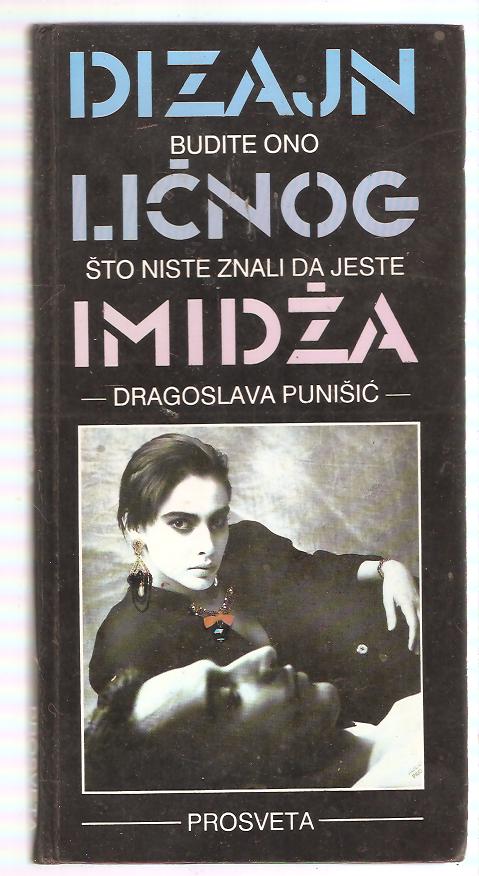 DIZAJN
BUDITE ONO
LIČNOG
ŠTO NISTE ZNALI DA JESTE
IMIDŽA
— DRAGOSLAVA PUNIŠIĆ —
PROSVETA